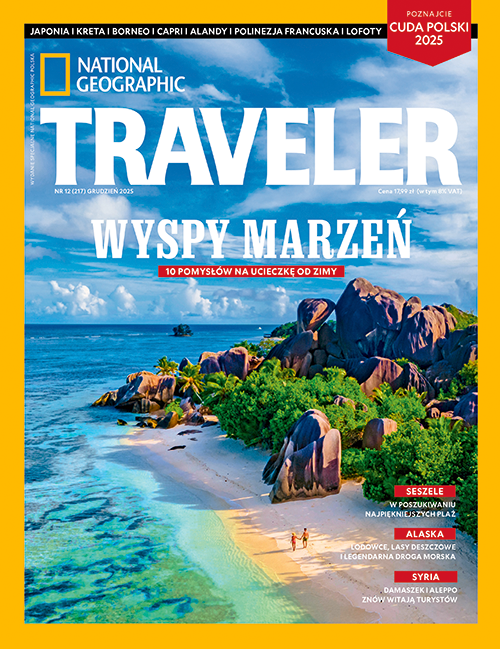 POZNAJCIE
CUDA POLSKI
2025
JAPONIA I KRETA I BORNEO I CAPRI I ALANDY I POLINEZJA FRANCUSKA I LOFOTY
NATIONAL
GEOGRAPHIC
WYDANIE SPECJALNE NATIONAL GEOGRAPHIC POLSKA
TRAVELER
NR 12 (217) GRUDZIEŃ 2025
Cena 17,99 zł (w tym 8% VAT)
WYSPY MARZEŃ
10 POMYSŁÓW NA UCIECZKĘ OD ZIMY
SESZELE
W POSZUKIWANIU
NAJPIĘKNIEJSZYCH PLAŻ
ALASKA
LODOWCE, LASY DESZCZOWE
I LEGENDARNA DROGA MORSKA
SYRIA
DAMASZEK I ALEPPO
ZNÓW WITAJĄ TURYSTÓW